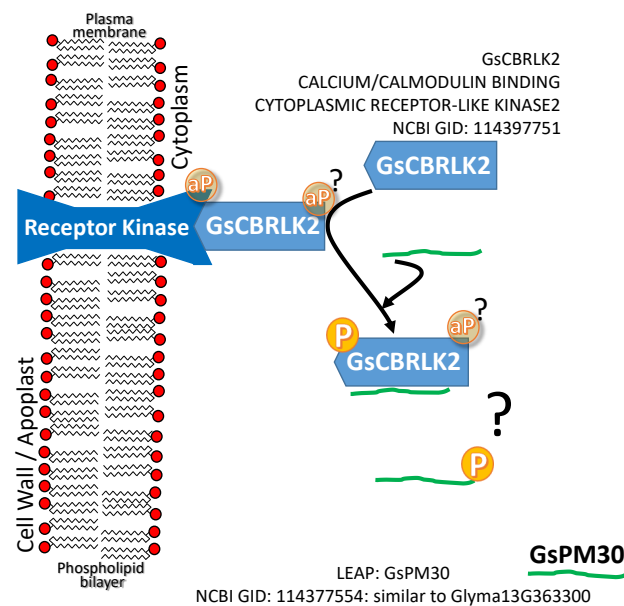 Plasma
membrane
GsCBRLK2
CALCIUM/CALMODULIN BINDING
CYTOPLASMIC RECEPTOR-LIKE KINASE2
NCBI GID: 114397751
Cytoplasm
GsCBRLK2
aP
aP
?
Receptor Kinase
GsCBRLK2
P
aP
?
GsCBRLK2
?
P
Cell Wall / Apoplast
Phospholipid
bilayer
GsPM30
LEAP: GsPM30
NCBI GID: 114377554: similar to Glyma13G363300